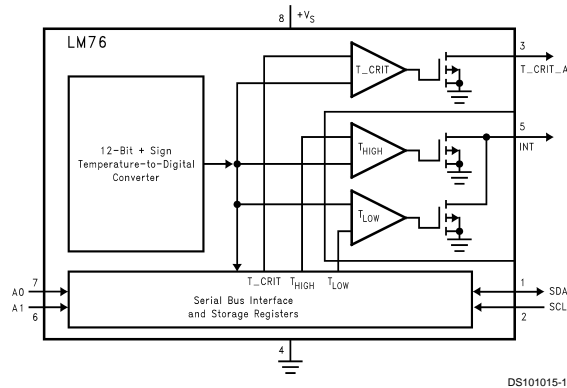 8 +VS
LM76
3
T_CRIT_A
T_CRIT
12-Bit + Sign
Temperature-to-Digital
Converter
5
INT
THIGH
TLOW
T_CRIT THIGH TLOW
7
A0
A1
6
Serial Bus Interface
and Storage Registers
1
SDA
SCL
2
4
DS101015-1